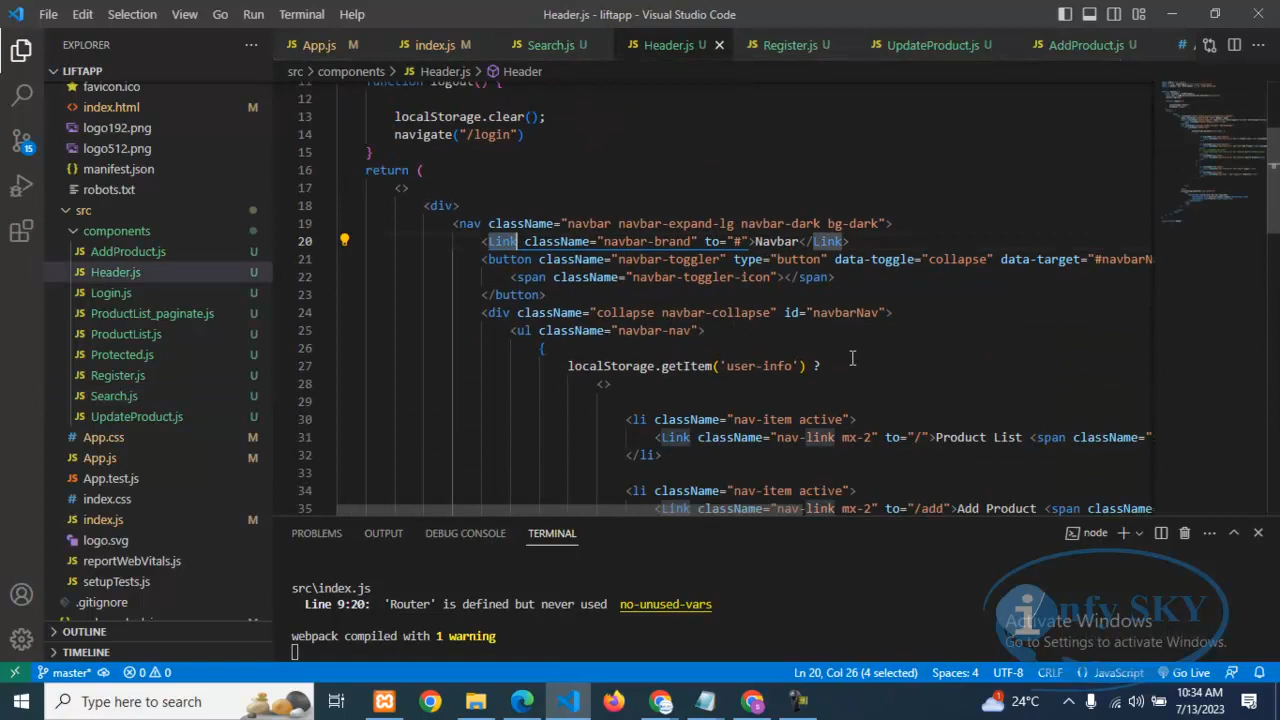 File Edit Selection View Go Run Terminal Help Header.js - liftapp - Visual Studio Code
EXPLORER
App.js M index.js M Search.js U Header.js U Register.js U UpdateProduct.js U AddProduct.js U
LIFTAPP
src > components > Header.js > Header
favicon.ico
index.html M
logo192.png
logo512.png
manifest.json
robots.txt
src
components
AddProduct.js U
Header.js U
Login.js U
ProductList_paginate.js U
ProductList.js U
Protected.js U
Register.js U
Search.js U
UpdateProduct.js U
App.css M
App.js M
App.test.js
index.css
index.js M
logo.svg
reportWebVitals.js
setupTests.js
.gitignore
OUTLINE
TIMELINE
11 function logout() {
12
13 localStorage.clear();
14 navigate("/login")
15 }
16 return (
17 <>
18 <div>
19 <nav className="navbar navbar-expand-lg navbar-dark bg-dark">
20 <Link className="navbar-brand" to="#">Navbar</Link>
21 <button className="navbar-toggler" type="button" data-toggle="collapse" data-target="#navbarN
22 <span className="navbar-toggler-icon"></span>
23 </button>
24 <div className="collapse navbar-collapse" id="navbarNav">
25 <ul className="navbar-nav">
26 {
27 localStorage.getItem('user-info') ?
28 <>
29
30 <li className="nav-item active">
31 <Link className="nav-link mx-2" to="/">Product List <span className="
32 </li>
33
34 <li className="nav-item active">
35 <Link className="nav-link mx-2" to="/add">Add Product <span className=
PROBLEMS OUTPUT DEBUG CONSOLE TERMINAL node
src\index.js
Line 9:20: 'Router' is defined but never used no-unused-vars
webpack compiled with 1 warning
infy SKY
Activate Windows
Go to Settings to activate Windows.
15
master* 0 0 Ln 20, Col 26 (4 selected) Spaces: 4 UTF-8 CRLF {} JavaScript Go Live
Type here to search 1 24°C 10:34 AM
7/13/2023